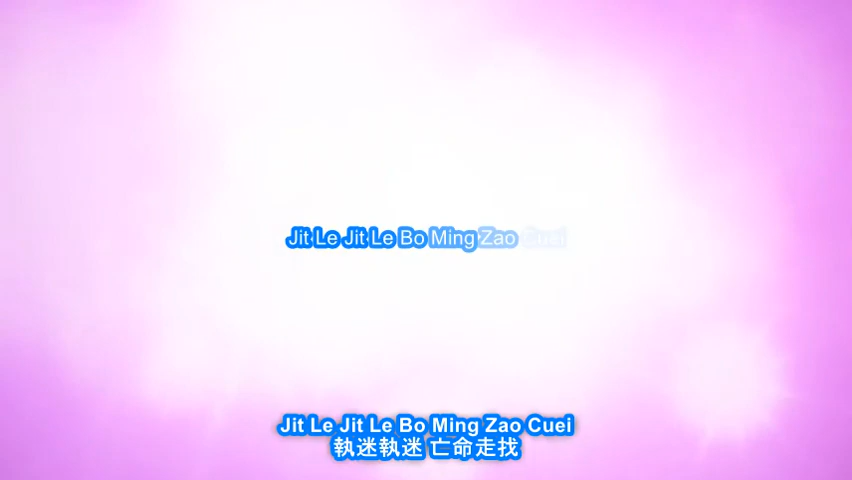 Jit Le Jit Le Bo Ming Zao Cuei
Jit Le Jit Le Bo Ming Zao Cuei
執迷執迷 亡命走找